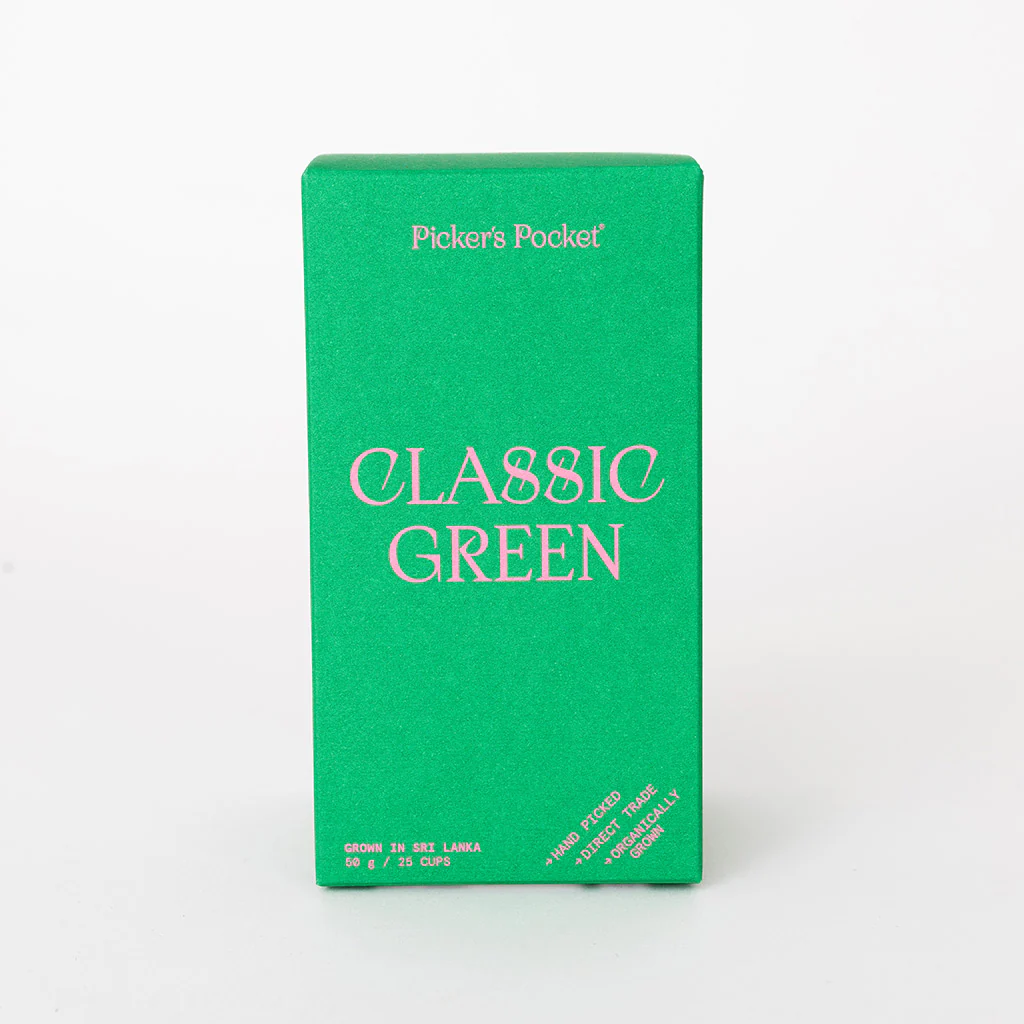 Picker's Pocket®
CLASSIC
GREEN
GROWN IN SRI LANKA
50 g / 25 CUPS
→HAND PICKED
→DIRECT TRADE
→ORGANICALLY
GROWN